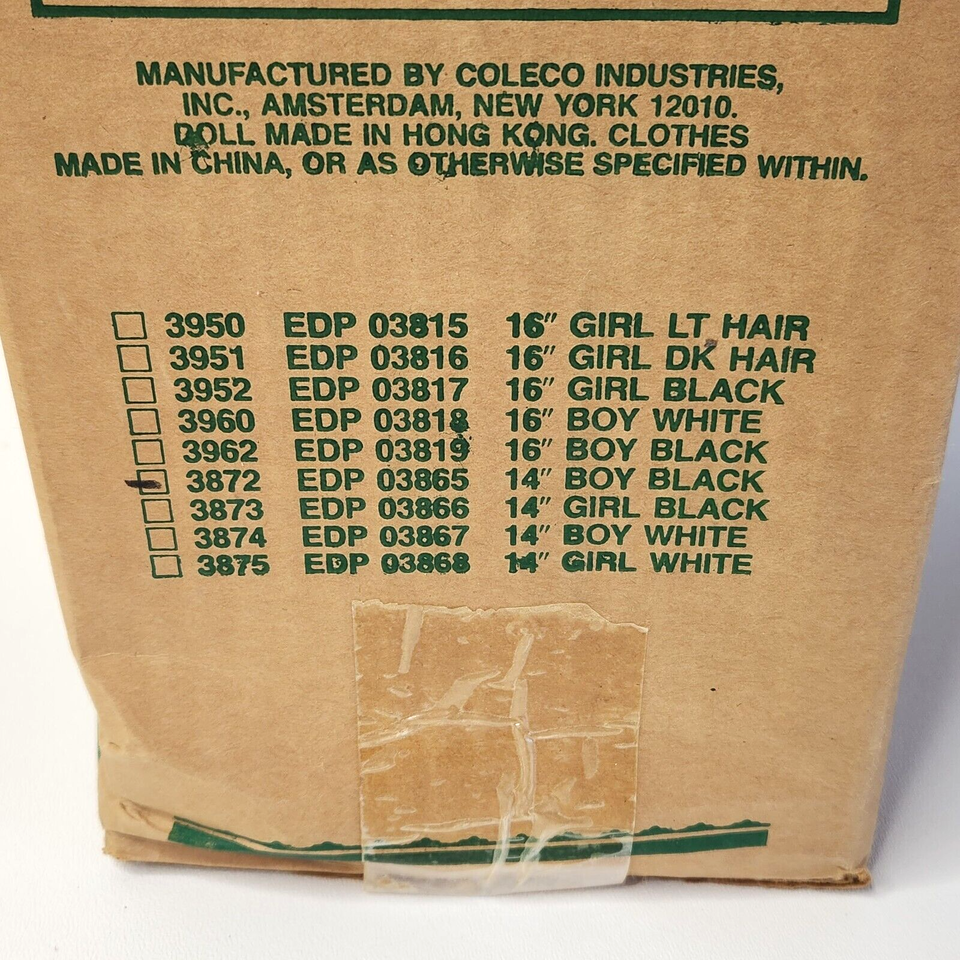 MANUFACTURED BY COLECO INDUSTRIES,
INC., AMSTERDAM, NEW YORK 12010.
DOLL MADE IN HONG KONG. CLOTHES
MADE IN CHINA, OR AS OTHERWISE SPECIFIED WITHIN.
3950 EDP 03815 16" GIRL LT HAIR
3951 EDP 03816 16" GIRL DK HAIR
3952 EDP 03817 16" GIRL BLACK
3960 EDP 03818 16" BOY WHITE
3962 EDP 03819 16" BOY BLACK
3872 EDP 03865 14" BOY BLACK
3873 EDP 03866 14" GIRL BLACK
3874 EDP 03867 14" BOY WHITE
3875 EDP 03868 14" GIRL WHITE